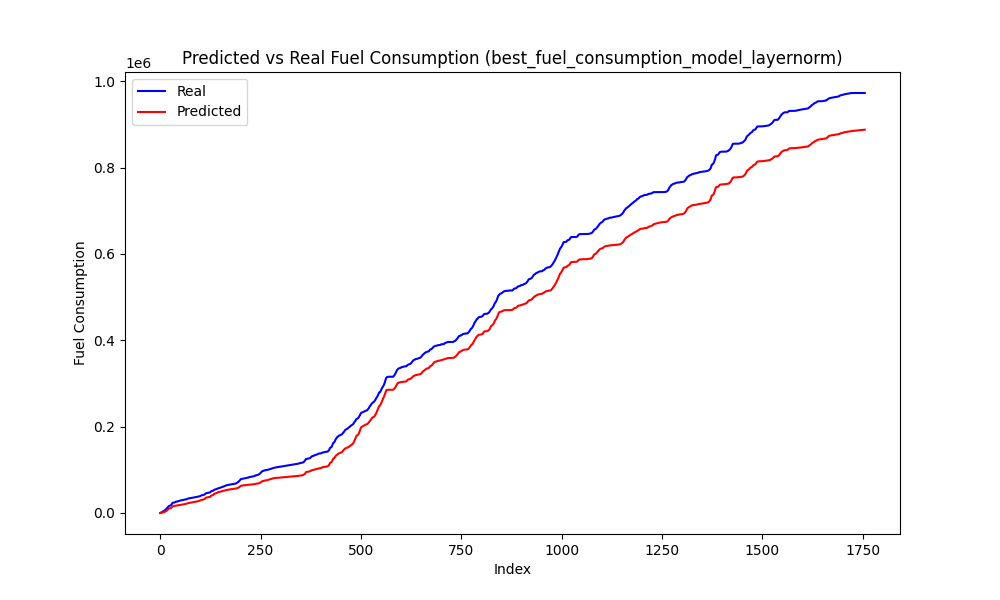 Predicted vs Real Fuel Consumption (best_fuel_consumption_model_layernorm)
1e6
Real
Predicted
1.0
0.8
0.6
0.4
0.2
0.0
Fuel Consumption
0 250 500 750 1000 1250 1500 1750
Index